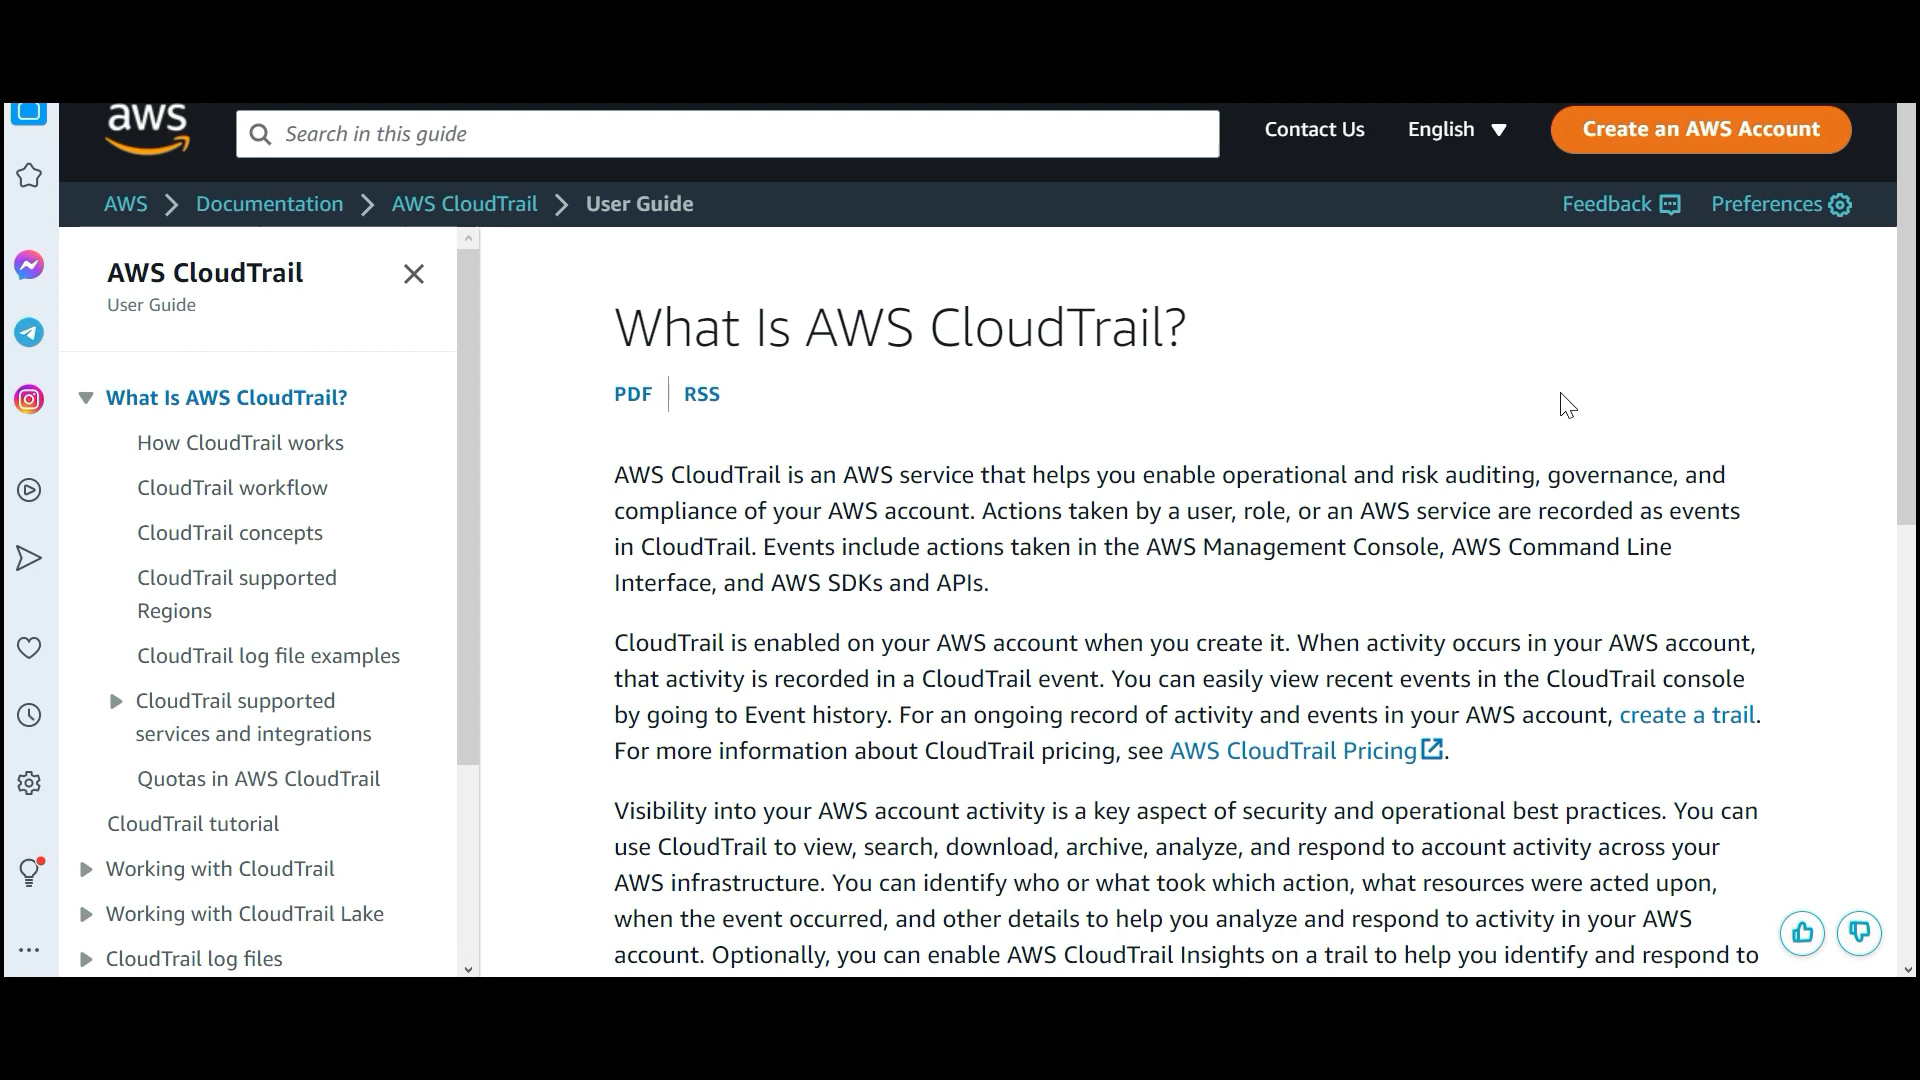 aws
Search in this guide
Contact Us
English
Create an AWS Account
AWS
Documentation
AWS CloudTrail
User Guide
Feedback
Preferences
AWS CloudTrail
User Guide
What Is AWS CloudTrail?
How CloudTrail works
CloudTrail workflow
CloudTrail concepts
CloudTrail supported
Regions
CloudTrail log file examples
CloudTrail supported
services and integrations
Quotas in AWS CloudTrail
CloudTrail tutorial
Working with CloudTrail
Working with CloudTrail Lake
CloudTrail log files
What Is AWS CloudTrail?
PDF
RSS
AWS CloudTrail is an AWS service that helps you enable operational and risk auditing, governance, and
compliance of your AWS account. Actions taken by a user, role, or an AWS service are recorded as events
in CloudTrail. Events include actions taken in the AWS Management Console, AWS Command Line
Interface, and AWS SDKs and APIs.
CloudTrail is enabled on your AWS account when you create it. When activity occurs in your AWS account,
that activity is recorded in a CloudTrail event. You can easily view recent events in the CloudTrail console
by going to Event history. For an ongoing record of activity and events in your AWS account, create a trail.
For more information about CloudTrail pricing, see AWS CloudTrail Pricing.
Visibility into your AWS account activity is a key aspect of security and operational best practices. You can
use CloudTrail to view, search, download, archive, analyze, and respond to account activity across your
AWS infrastructure. You can identify who or what took which action, what resources were acted upon,
when the event occurred, and other details to help you analyze and respond to activity in your AWS
account. Optionally, you can enable AWS CloudTrail Insights on a trail to help you identify and respond to